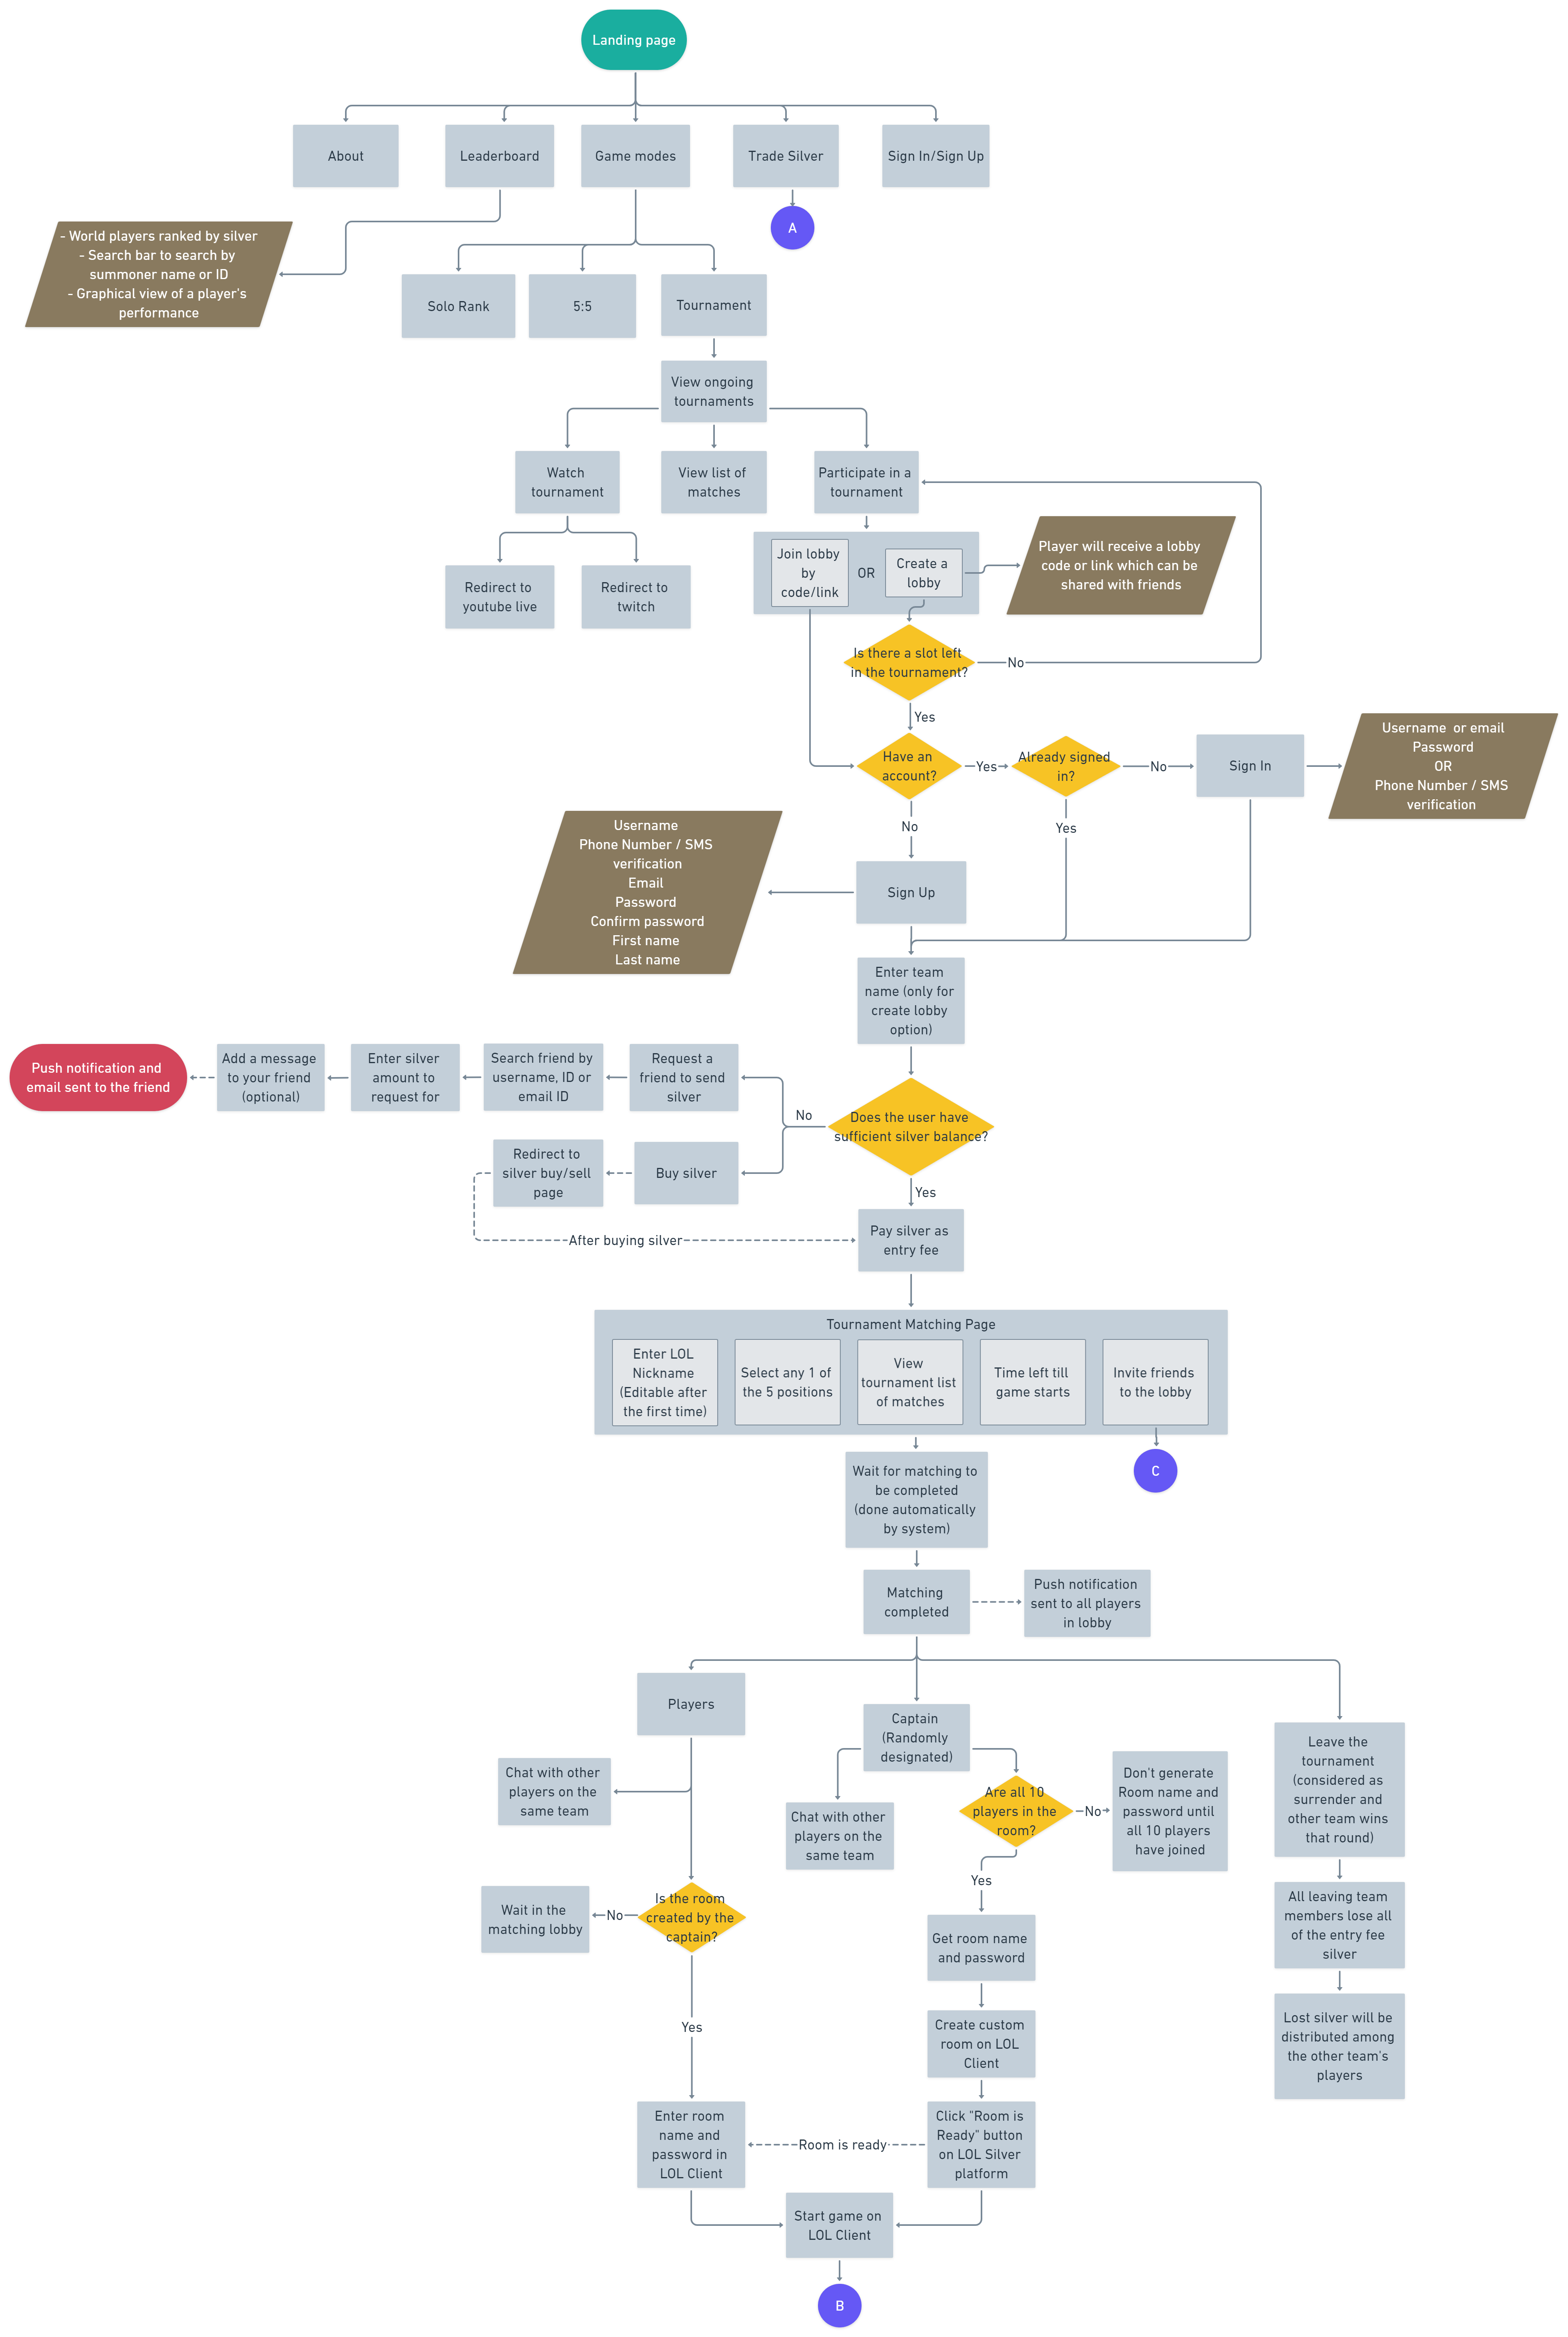 Landing page
About
Leaderboard
Game modes
Trade Silver
Sign In/Sign Up
A
- World players ranked by silver
- Search bar to search by
summoner name or ID
- Graphical view of a player's
performance
Solo Rank
5:5
Tournament
View ongoing
tournaments
Watch
tournament
View list of
matches
Participate in a
tournament
Redirect to
youtube live
Redirect to
twitch
Join lobby
by
code/link
OR
Create a
lobby
Player will receive a lobby
code or link which can be
shared with friends
Is there a slot left
in the tournament?
No
Yes
Have an
account?
Yes
Already signed
in?
No
Sign In
Username or email
Password
OR
Phone Number / SMS
verification
No
Yes
Username
Phone Number / SMS
verification
Email
Password
Confirm password
First name
Last name
Sign Up
Enter team
name (only for
create lobby
option)
Push notification and
email sent to the friend
Add a message
to your friend
(optional)
Enter silver
amount to
request for
Search friend by
username, ID or
email ID
Request a
friend to send
silver
No
Does the user have
sufficient silver balance?
Redirect to
silver buy/sell
page
Buy silver
Yes
After buying silver
Pay silver as
entry fee
Tournament Matching Page
Enter LOL
Nickname
(Editable after
the first time)
Select any 1 of
the 5 positions
View
tournament list
of matches
Time left till
game starts
Invite friends
to the lobby
C
Wait for matching to
be completed
(done automatically
by system)
Matching
completed
Push notification
sent to all players
in lobby
Players
Captain
(Randomly
designated)
Leave the
tournament
(considered as
surrender and
other team wins
that round)
Chat with other
players on the
same team
Chat with other
players on the
same team
Are all 10
players in the
room?
No
Don't generate
Room name and
password until
all 10 players
have joined
Yes
Wait in the
matching lobby
No
Is the room
created by the
captain?
Get room name
and password
All leaving team
members lose all
of the entry fee
silver
Yes
Create custom
room on LOL
Client
Lost silver will be
distributed among
the other team's
players
Enter room
name and
password in
LOL Client
Room is ready
Click "Room is
Ready" button
on LOL Silver
platform
Start game on
LOL Client
B